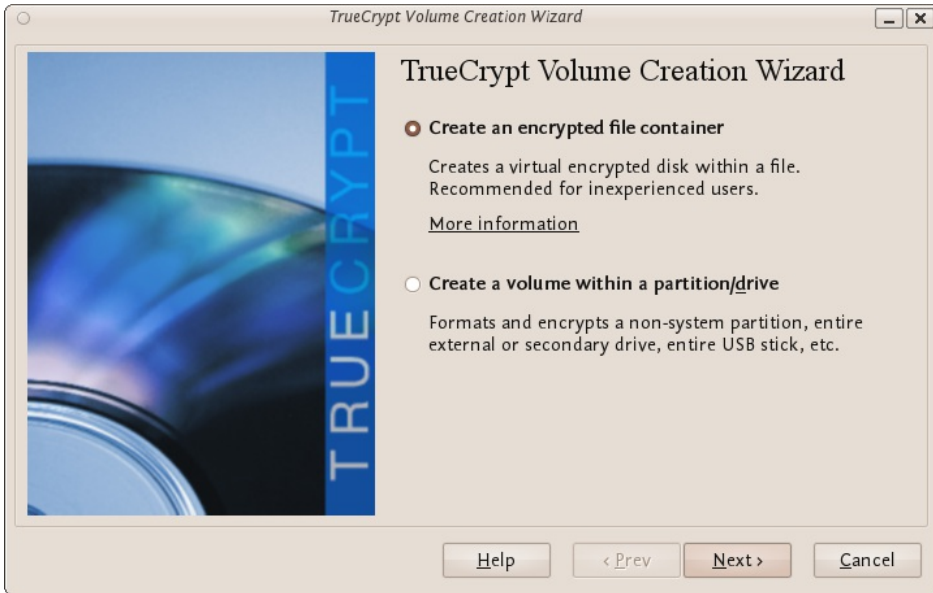 TrueCrypt Volume Creation Wizard
TRUECRYPT
TrueCrypt Volume Creation Wizard
Create an encrypted file container
Creates a virtual encrypted disk within a file.
Recommended for inexperienced users.
More information
Create a volume within a partition/drive
Formats and encrypts a non-system partition, entire
external or secondary drive, entire USB stick, etc.
Help
< Prev
Next >
Cancel